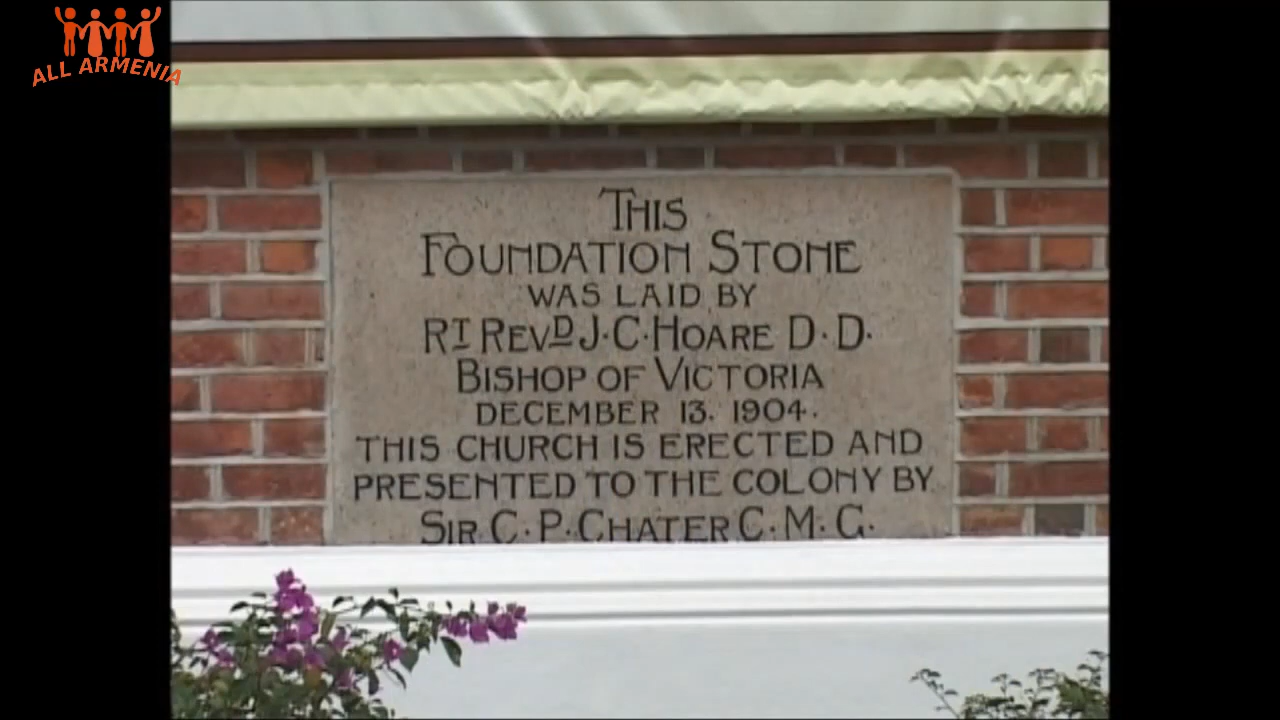 ALL ARMENIA
THIS
FOUNDATION STONE
WAS LAID BY
RT REVD J·C·HOARE D·D·
BISHOP OF VICTORIA
DECEMBER 13. 1904.
THIS CHURCH IS ERECTED AND
PRESENTED TO THE COLONY BY
SIR C·P·CHATER C·M·G·